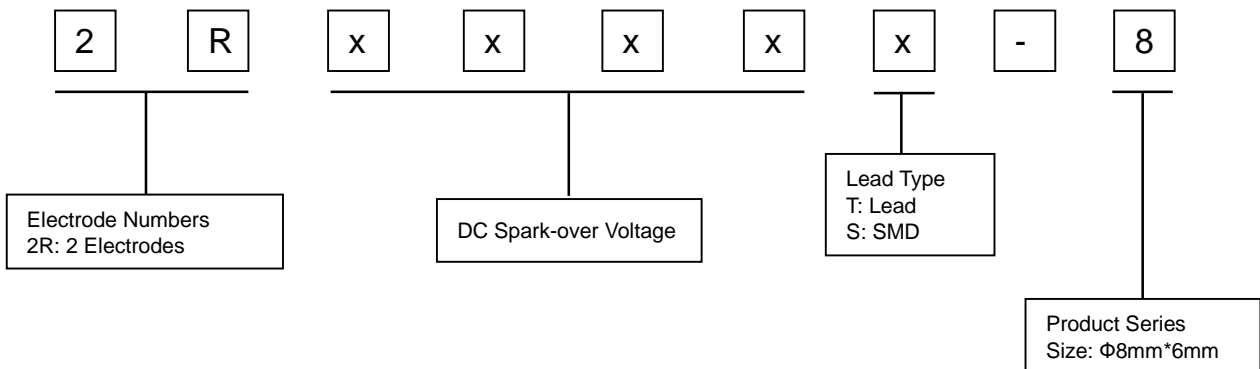 2 R x x x x x - 8
Electrode Numbers
2R: 2 Electrodes
DC Spark-over Voltage
Lead Type
T: Lead
S: SMD
Product Series
Size: Φ8mm*6mm